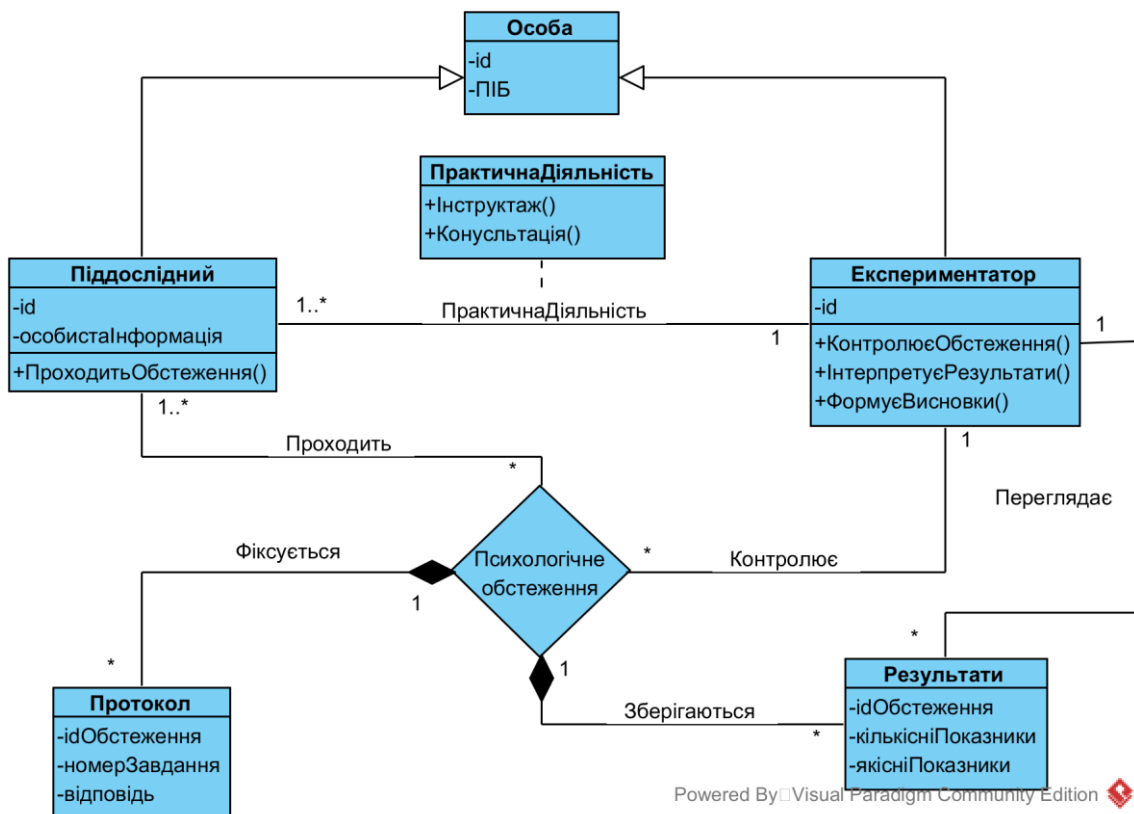 Особа
-id
-ПІБ
ПрактичнаДіяльність
+Інструктаж()
+Конусльтація()
Піддослідний
-id
-особистаІнформація
+ПроходитьОбстеження()
1..*
ПрактичнаДіяльність
1
Експериментатор
-id
+КонтролюєОбстеження()
+ІнтерпретуєРезультати()
+ФормуєВисновки()
1
1..*
Проходить
*
1
Переглядає
Фіксується
1
*
Психологічне
обстеження
*
Контролює
*
1
Зберігаються
*
Протокол
-idОбстеження
-номерЗавдання
-відповідь
Результати
-idОбстеження
-кількісніПоказники
-якісніПоказники
Powered By Visual Paradigm Community Edition